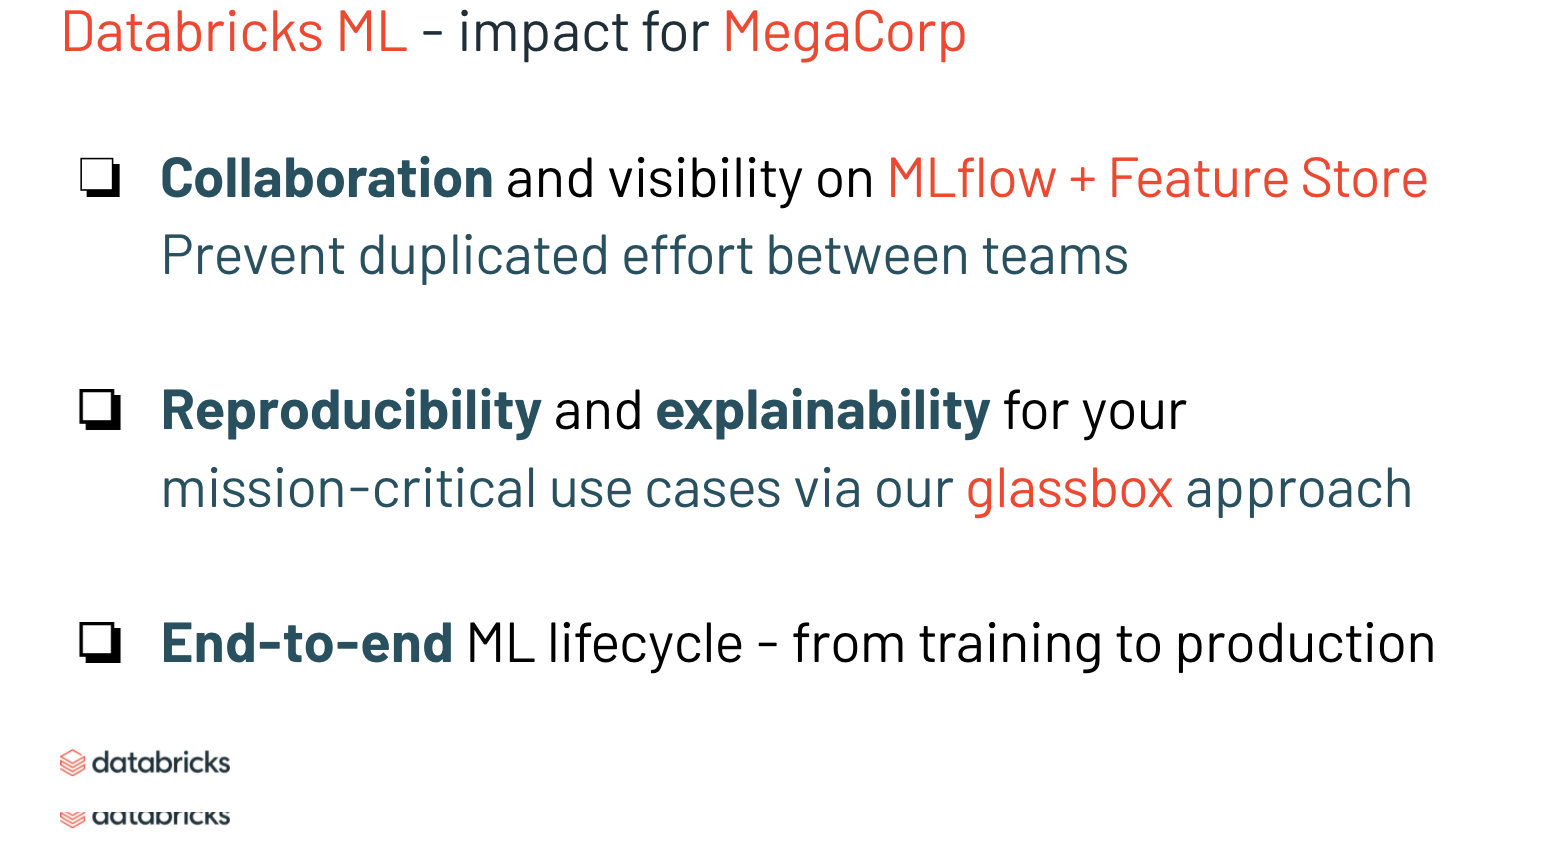 Databricks ML - impact for MegaCorp
Collaboration and visibility on MLflow + Feature Store
Prevent duplicated effort between teams
Reproducibility and explainability for your
mission-critical use cases via our glassbox approach
End-to-end ML lifecycle - from training to production
databricks
databricks